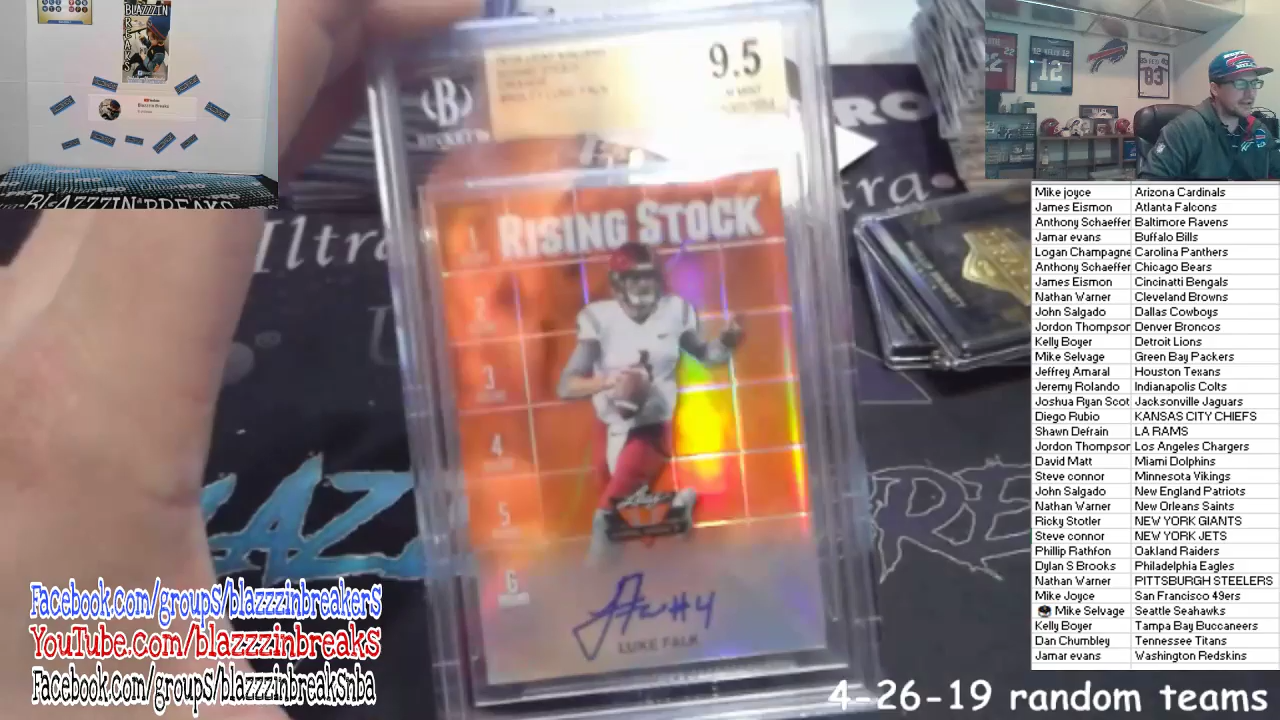 BLAZZZIN
9.5
BECKETT
RISING STOCK
1
2
3
4
5
6
LUKE FALK
12
83
Mike joyce Arizona Cardinals
James Eismon Atlanta Falcons
Anthony Schaeffer Baltimore Ravens
Jamar evans Buffalo Bills
Logan Champagne Carolina Panthers
Anthony Schaeffer Chicago Bears
James Eismon Cincinatti Bengals
Nathan Warner Cleveland Browns
John Salgado Dallas Cowboys
Jordon Thompsor Denver Broncos
Kelly Boyer Detroit Lions
Mike Selvage Green Bay Packers
Jeffrey Amaral Houston Texans
Jeremy Rolando Indianapolis Colts
Joshua Ryan Scot Jacksonville Jaguars
Diego Rubio KANSAS CITY CHIEFS
Shawn Defrain LA RAMS
Jordon Thompsor Los Angeles Chargers
David Matt Miami Dolphins
Steve connor Minnesota Vikings
John Salgado New England Patriots
Nathan Warner New Orleans Saints
Ricky Stotler NEW YORK GIANTS
Steve connor NEW YORK JETS
Phillip Rathfon Oakland Raiders
Dylan S Brooks Philadelphia Eagles
Nathan Warner PITTSBURGH STEELERS
Mike Joyce San Francisco 49ers
Mike Selvage Seattle Seahawks
Kelly Boyer Tampa Bay Buccaneers
Dan Chumbley Tennessee Titans
Jamar evans Washington Redskins
Facebook.com/groups/blazzzinbreakers
YouTube.com/blazzzinbreaks
Facebook.com/groups/blazzzinbreaksnba
4-26-19 random teams